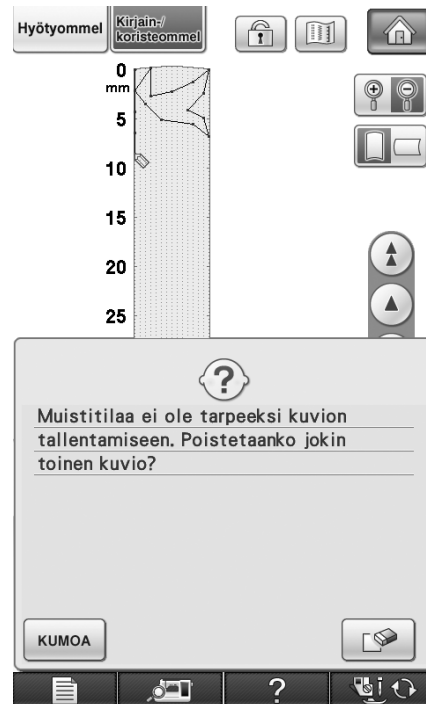 Hyötyommel
Kirjain-/
koristeommel
0
mm
5
10
15
20
25
?
Muistitilaa ei ole tarpeeksi kuvion
tallentamiseen. Poistetaanko jokin
toinen kuvio?
KUMOA
?